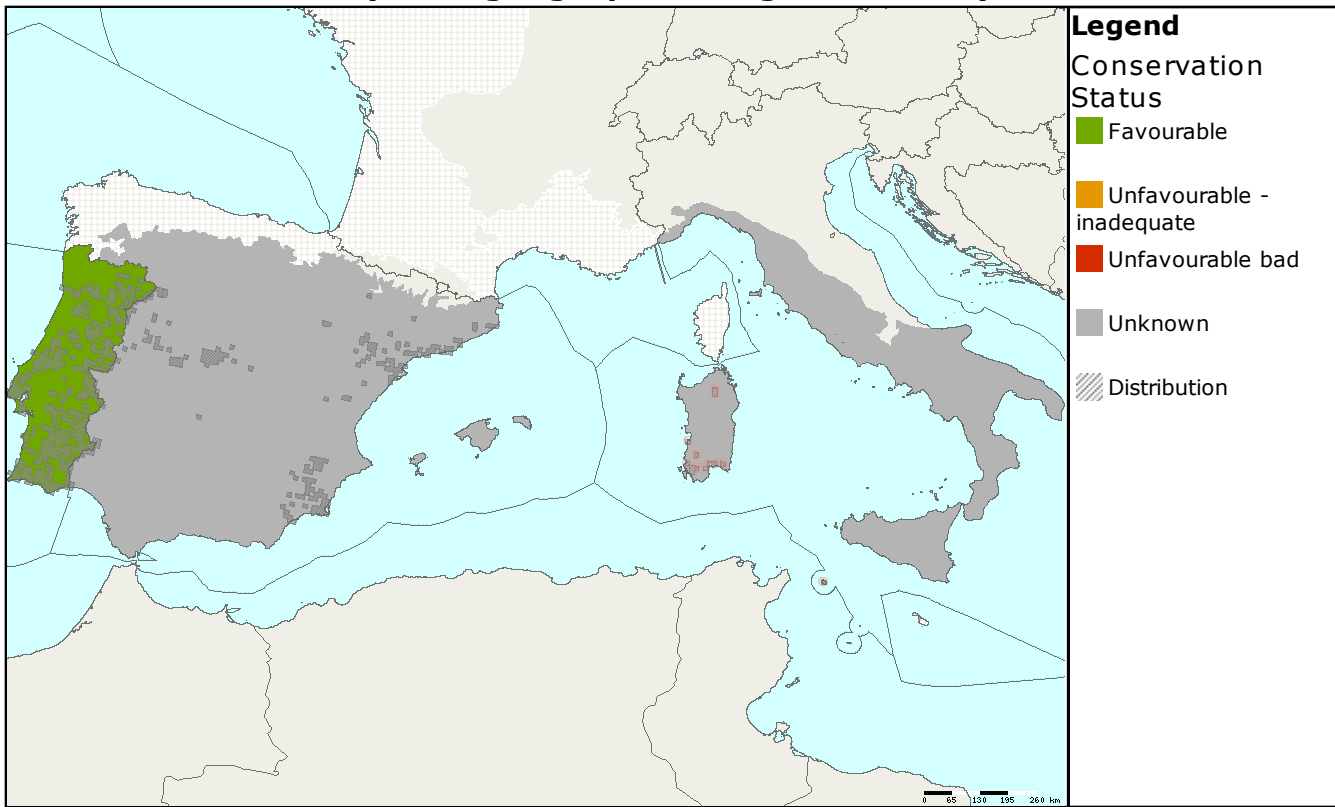 Legend
Conservation
Status
Favourable
Unfavourable -
inadequate
Unfavourable bad
Unknown
Distribution
0 65 130 195 260 km